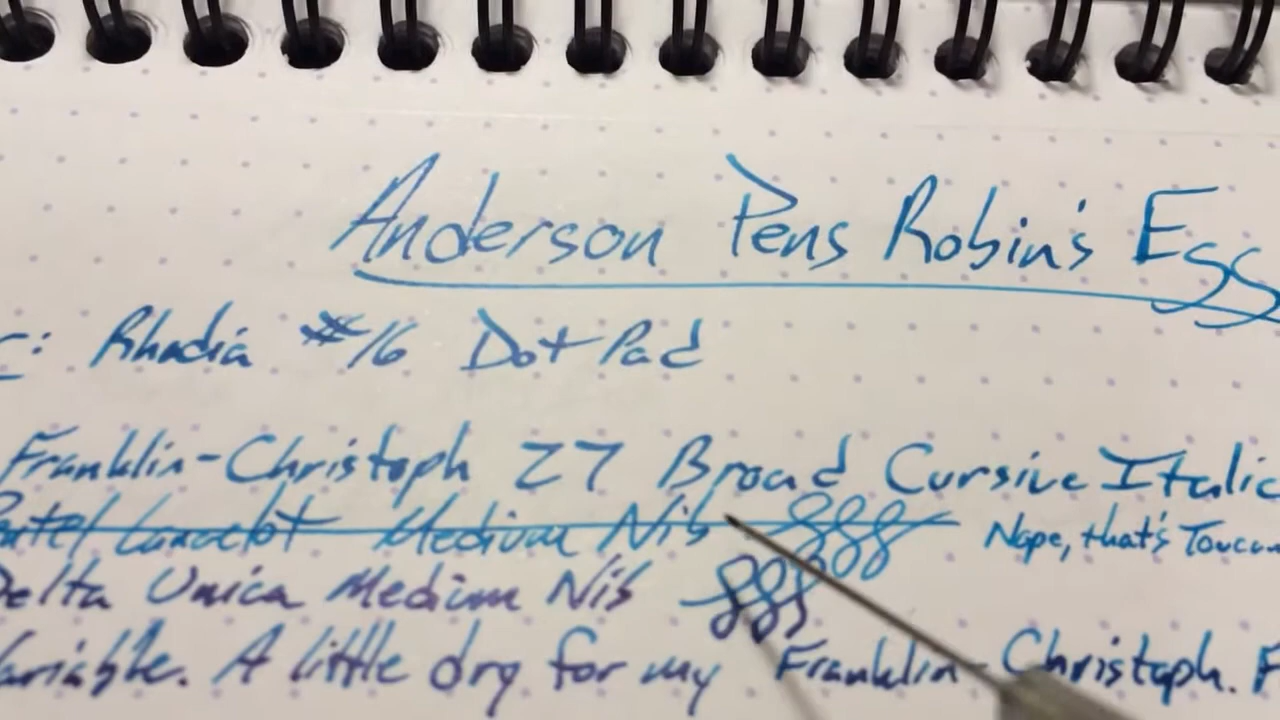 Anderson Pens Robin's Egg
Rhodia #16 Dot Pad
Franklin-Christoph 27 Broad Cursive Italic
Medium Nib Nope, that's
Delta Unica Medium Nib
Variable. A little dry for my Franklin-Christoph.